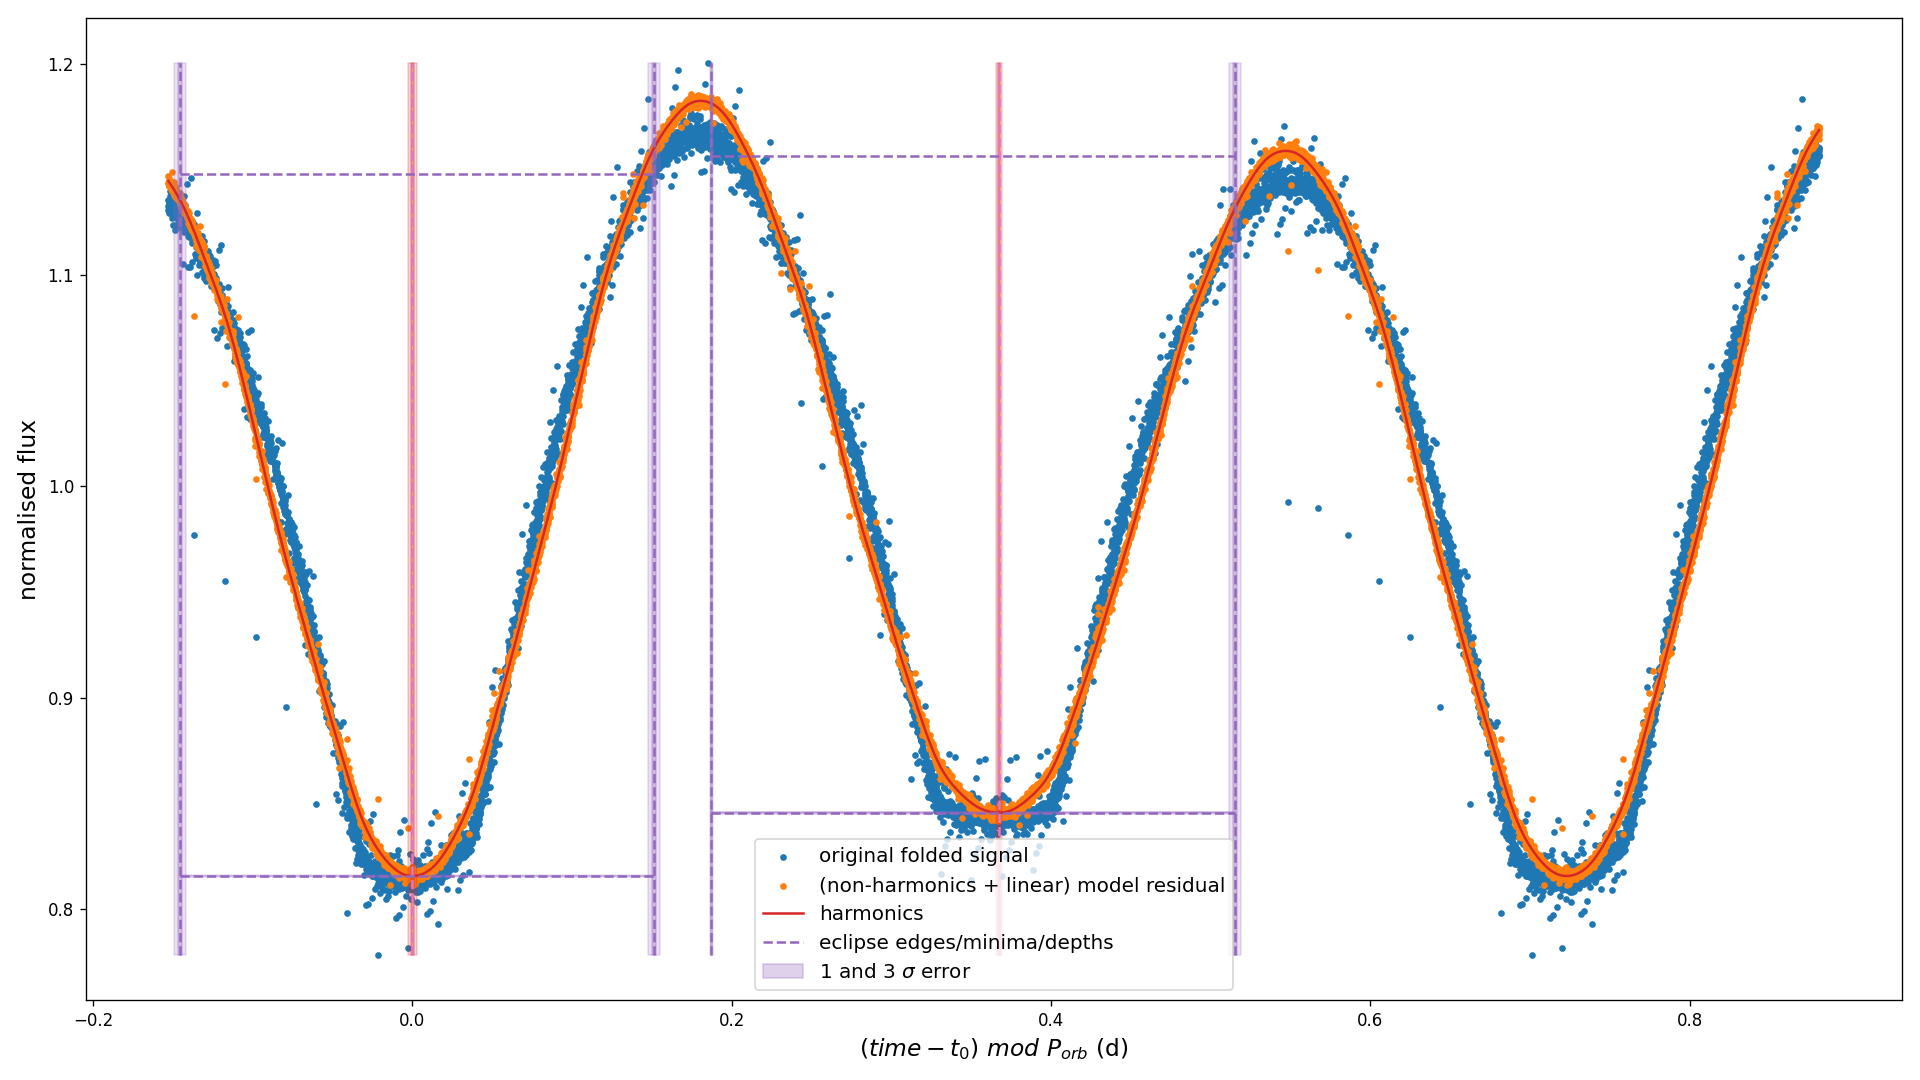 1.2
1.1
1.0
0.9
0.8
normalised flux
−0.2
0.0
0.2
0.4
0.6
0.8
(time − t₀) mod Pₒᵣb (d)
original folded signal
(non-harmonics + linear) model residual
harmonics
eclipse edges/minima/depths
1 and 3 σ error